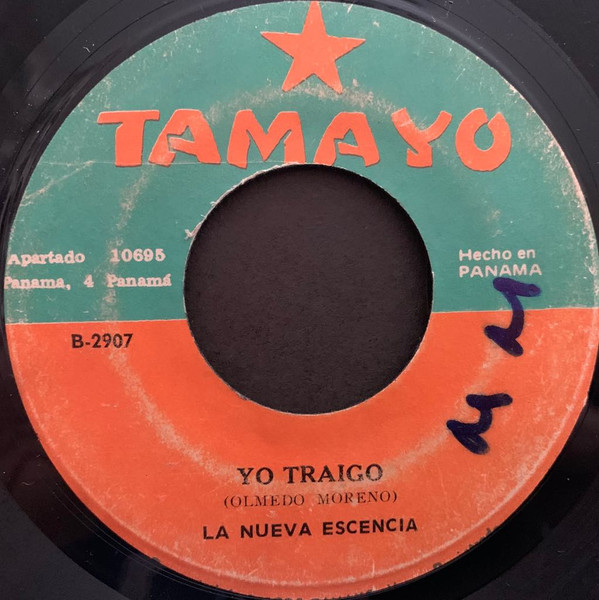 TAMAYO
Apartado 10695
Panama, 4 Panamá
Hecho en
PANAMA
B-2907
YO TRAIGO
(OLMEDO MORENO)
LA NUEVA ESCENCIA